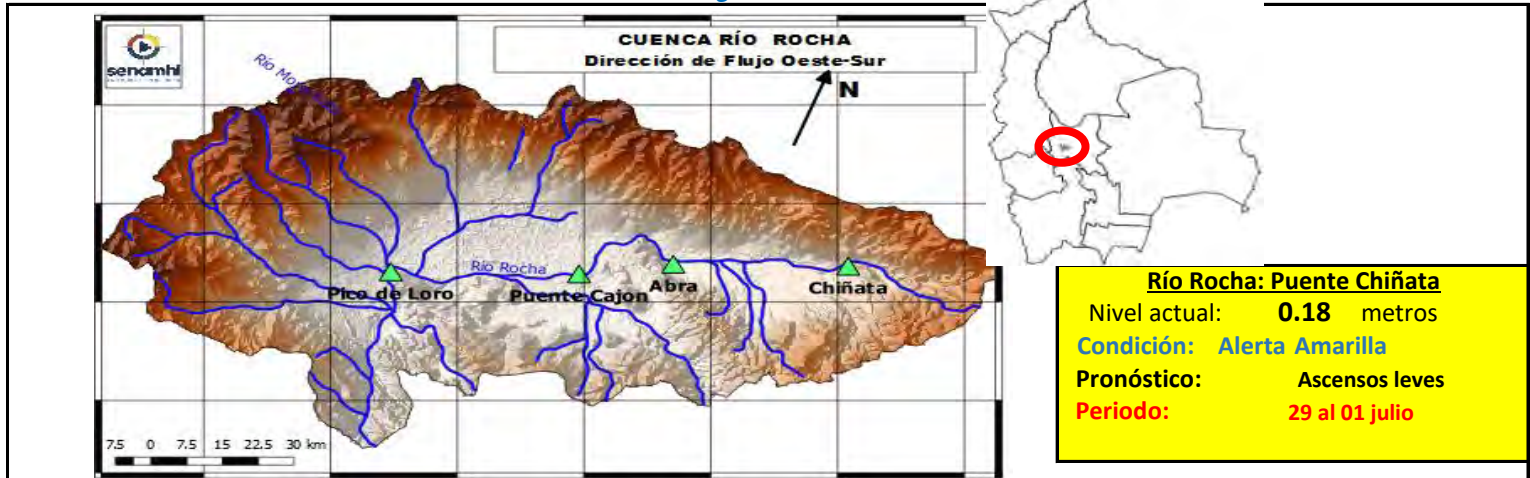 senamhi
CUENCA RÍO ROCHA
Dirección de Flujo Oeste-Sur
N
Río Rocha
Pico de Loro
Puente Cajon
Abra
Chiñata
7.5 0 7.5 15 22.5 30 km
Río Rocha: Puente Chiñata
Nivel actual: 0.18 metros
Condición: Alerta Amarilla
Pronóstico: Ascensos leves
Periodo: 29 al 01 julio